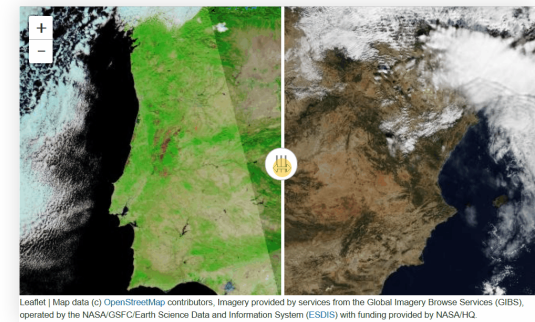 +
−
Leaflet | Map data (c) OpenStreetMap contributors, Imagery provided by services from the Global Imagery Browse Services (GIBS),
operated by the NASA/GSFC/Earth Science Data and Information System (ESDIS) with funding provided by NASA/HQ.